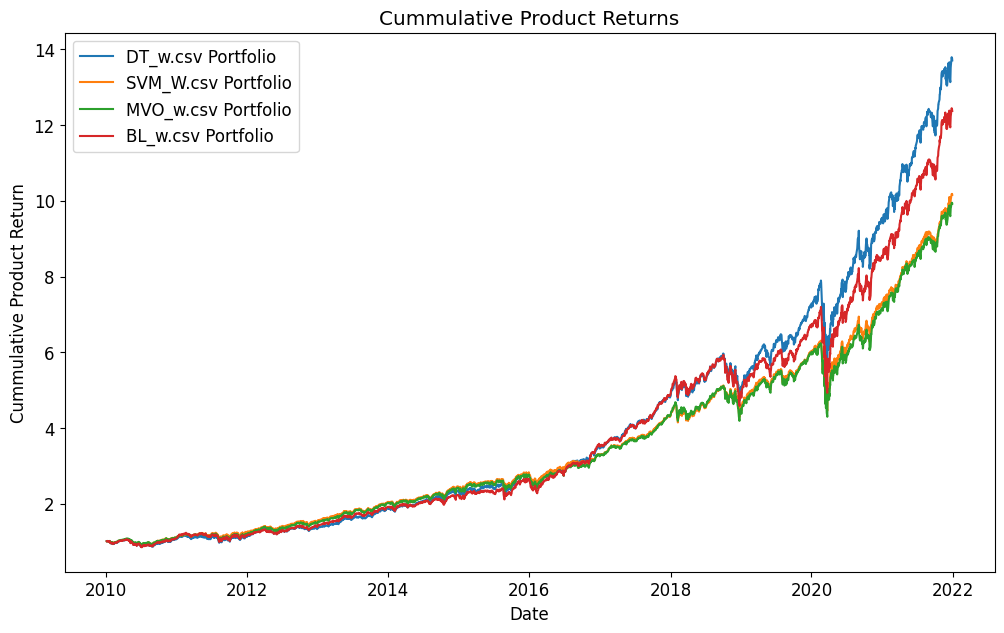 Cummulative Product Returns
DT_w.csv Portfolio
SVM_W.csv Portfolio
MVO_w.csv Portfolio
BL_w.csv Portfolio
Cummulative Product Return
14
12
10
8
6
4
2
2010 2012 2014 2016 2018 2020 2022
Date